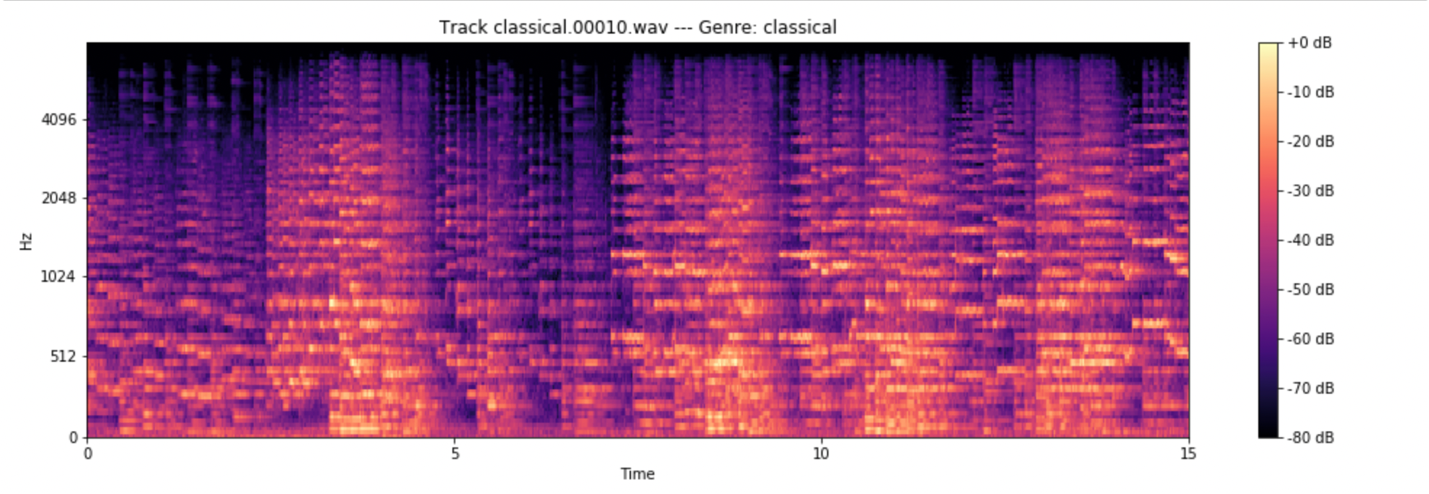 Track classical.00010.wav --- Genre: classical
Hz
4096
2048
1024
512
0
0 5 10 15
Time
+0 dB
-10 dB
-20 dB
-30 dB
-40 dB
-50 dB
-60 dB
-70 dB
-80 dB